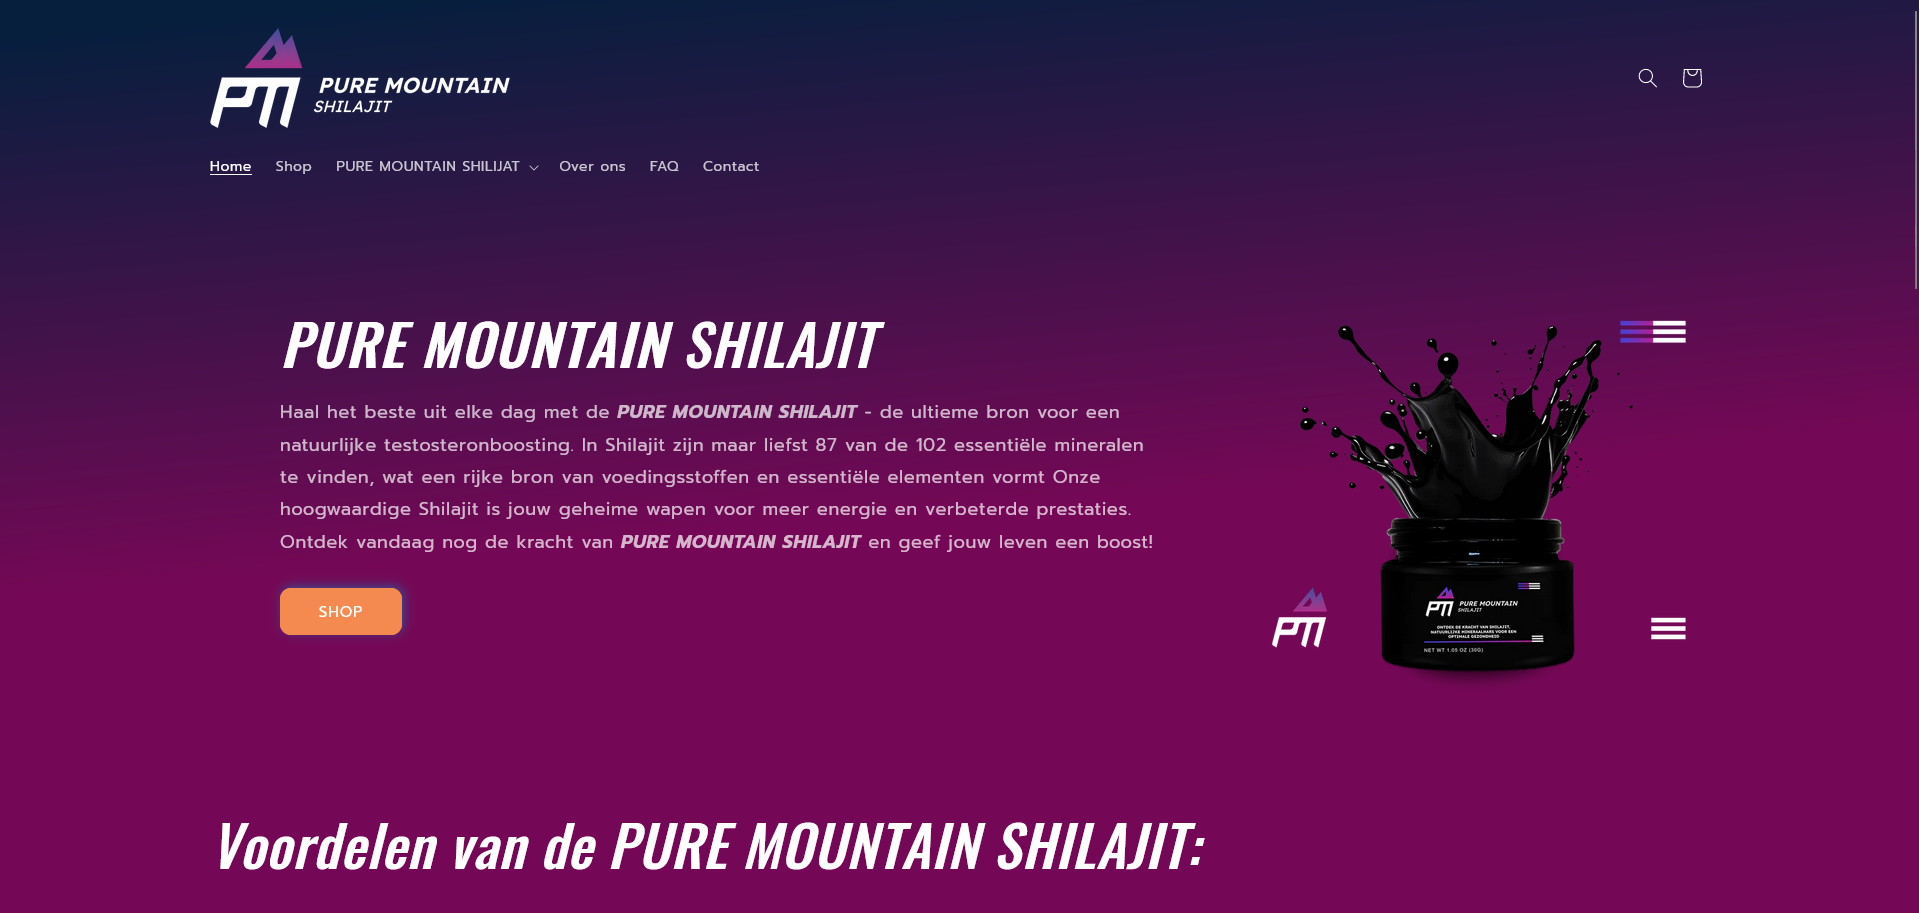 PTI
PURE MOUNTAIN
SHILAJIT
Home Shop PURE MOUNTAIN SHILIJAT Over ons FAQ Contact
PURE MOUNTAIN SHILAJIT
Haal het beste uit elke dag met de PURE MOUNTAIN SHILAJIT - de ultieme bron voor een
natuurlijke testosteronboosting. In Shilajit zijn maar liefst 87 van de 102 essentiële mineralen
te vinden, wat een rijke bron van voedingsstoffen en essentiële elementen vormt Onze
hoogwaardige Shilajit is jouw geheime wapen voor meer energie en verbeterde prestaties.
Ontdek vandaag nog de kracht van PURE MOUNTAIN SHILAJIT en geef jouw leven een boost!
SHOP
PTI
PTI
PURE MOUNTAIN
SHILAJIT
ONTDEK DE KRACHT VAN SHILAJIT,
NATUURLIJKE MINERAALHARS VOOR EEN
OPTIMALE GEZONDHEID
NET WT 1.05 OZ (30G)
Voordelen van de PURE MOUNTAIN SHILAJIT: